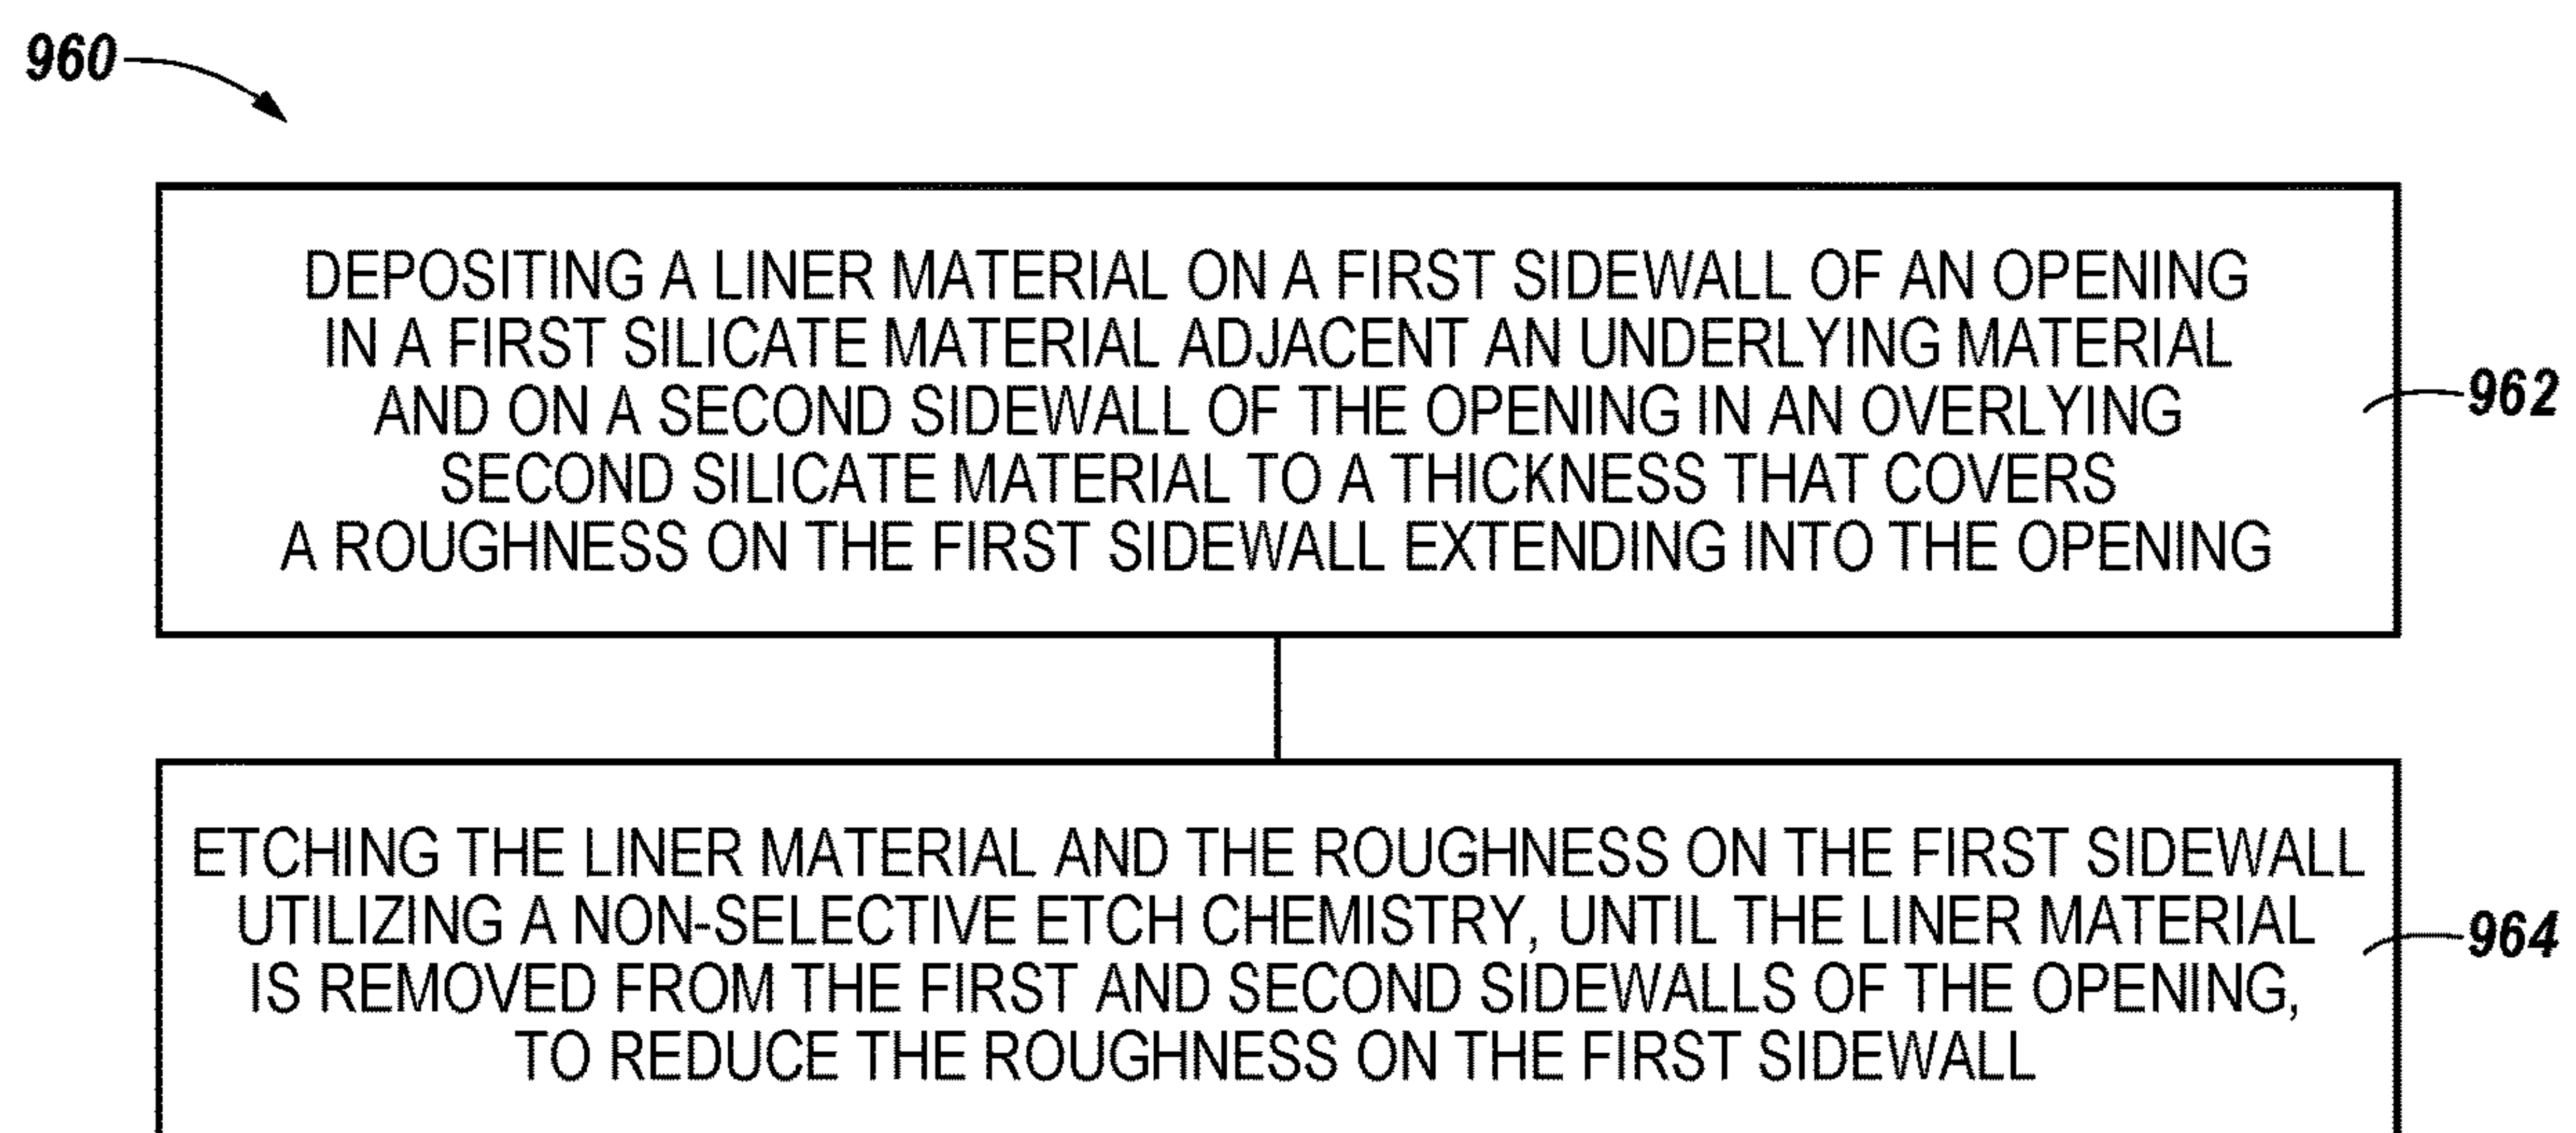 960
DEPOSITING A LINER MATERIAL ON A FIRST SIDEWALL OF AN OPENING
IN A FIRST SILICATE MATERIAL ADJACENT AN UNDERLYING MATERIAL
AND ON A SECOND SIDEWALL OF THE OPENING IN AN OVERLYING
SECOND SILICATE MATERIAL TO A THICKNESS THAT COVERS
A ROUGHNESS ON THE FIRST SIDEWALL EXTENDING INTO THE OPENING
962
ETCHING THE LINER MATERIAL AND THE ROUGHNESS ON THE FIRST SIDEWALL
UTILIZING A NON-SELECTIVE ETCH CHEMISTRY, UNTIL THE LINER MATERIAL
IS REMOVED FROM THE FIRST AND SECOND SIDEWALLS OF THE OPENING,
TO REDUCE THE ROUGHNESS ON THE FIRST SIDEWALL
964